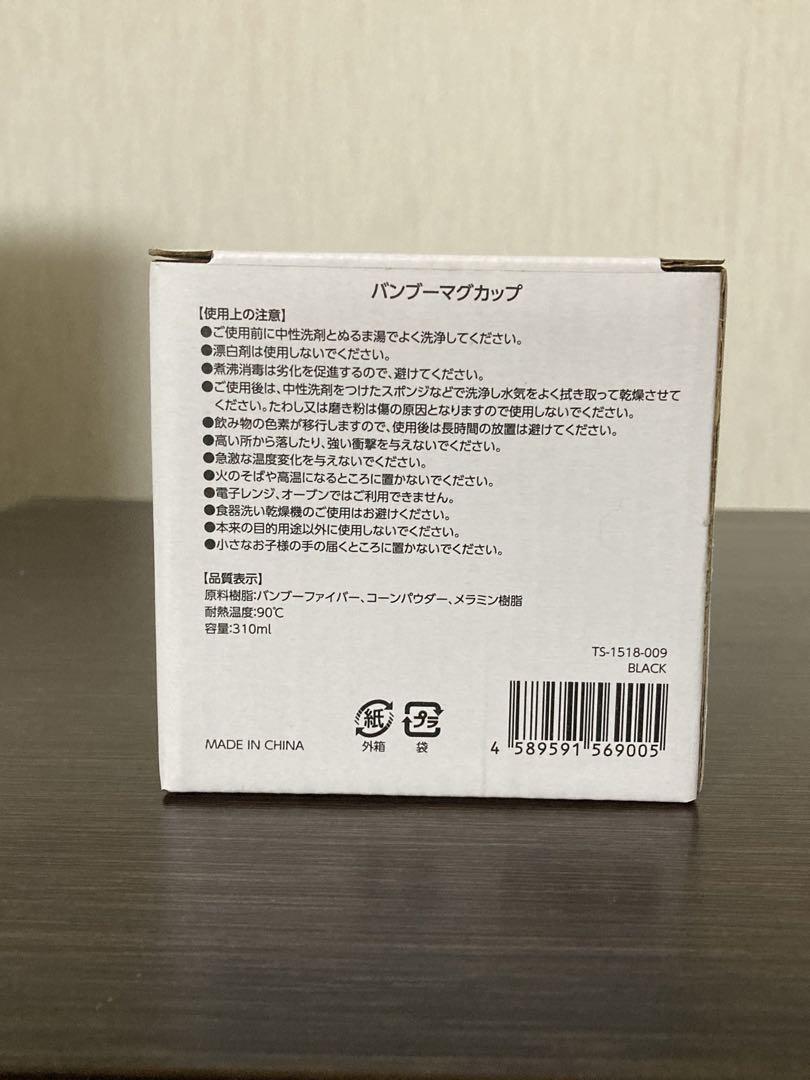 バンブーマグカップ
【使用上の注意】
●ご使用前に中性洗剤とぬるま湯でよく洗浄してください。
●漂白剤は使用しないでください。
●煮沸消毒は劣化を促進するので、避けてください。
●ご使用後は、中性洗剤をつけたスポンジなどで洗浄し水気をよく拭き取って乾燥させて
ください。たわし又は磨き粉は傷の原因となりますので使用しないでください。
●飲み物の色素が移行しますので、使用後は長時間の放置は避けてください。
●高い所から落したり、強い衝撃を与えないでください。
●急激な温度変化を与えないでください。
●火のそばや高温になるところに置かないでください。
●電子レンジ、オーブンではご利用できません。
●食器洗い乾燥機のご使用はお避けください。
●本来の目的用途以外に使用しないでください。
●小さなお子様の手の届くところに置かないでください。
【品質表示】
原料樹脂:バンブーファイバー、コーンパウダー、メラミン樹脂
耐熱温度:90℃
容量:310ml
TS-1518-009
BLACK
紙 プラ
外箱 袋
MADE IN CHINA
4 589591 569005